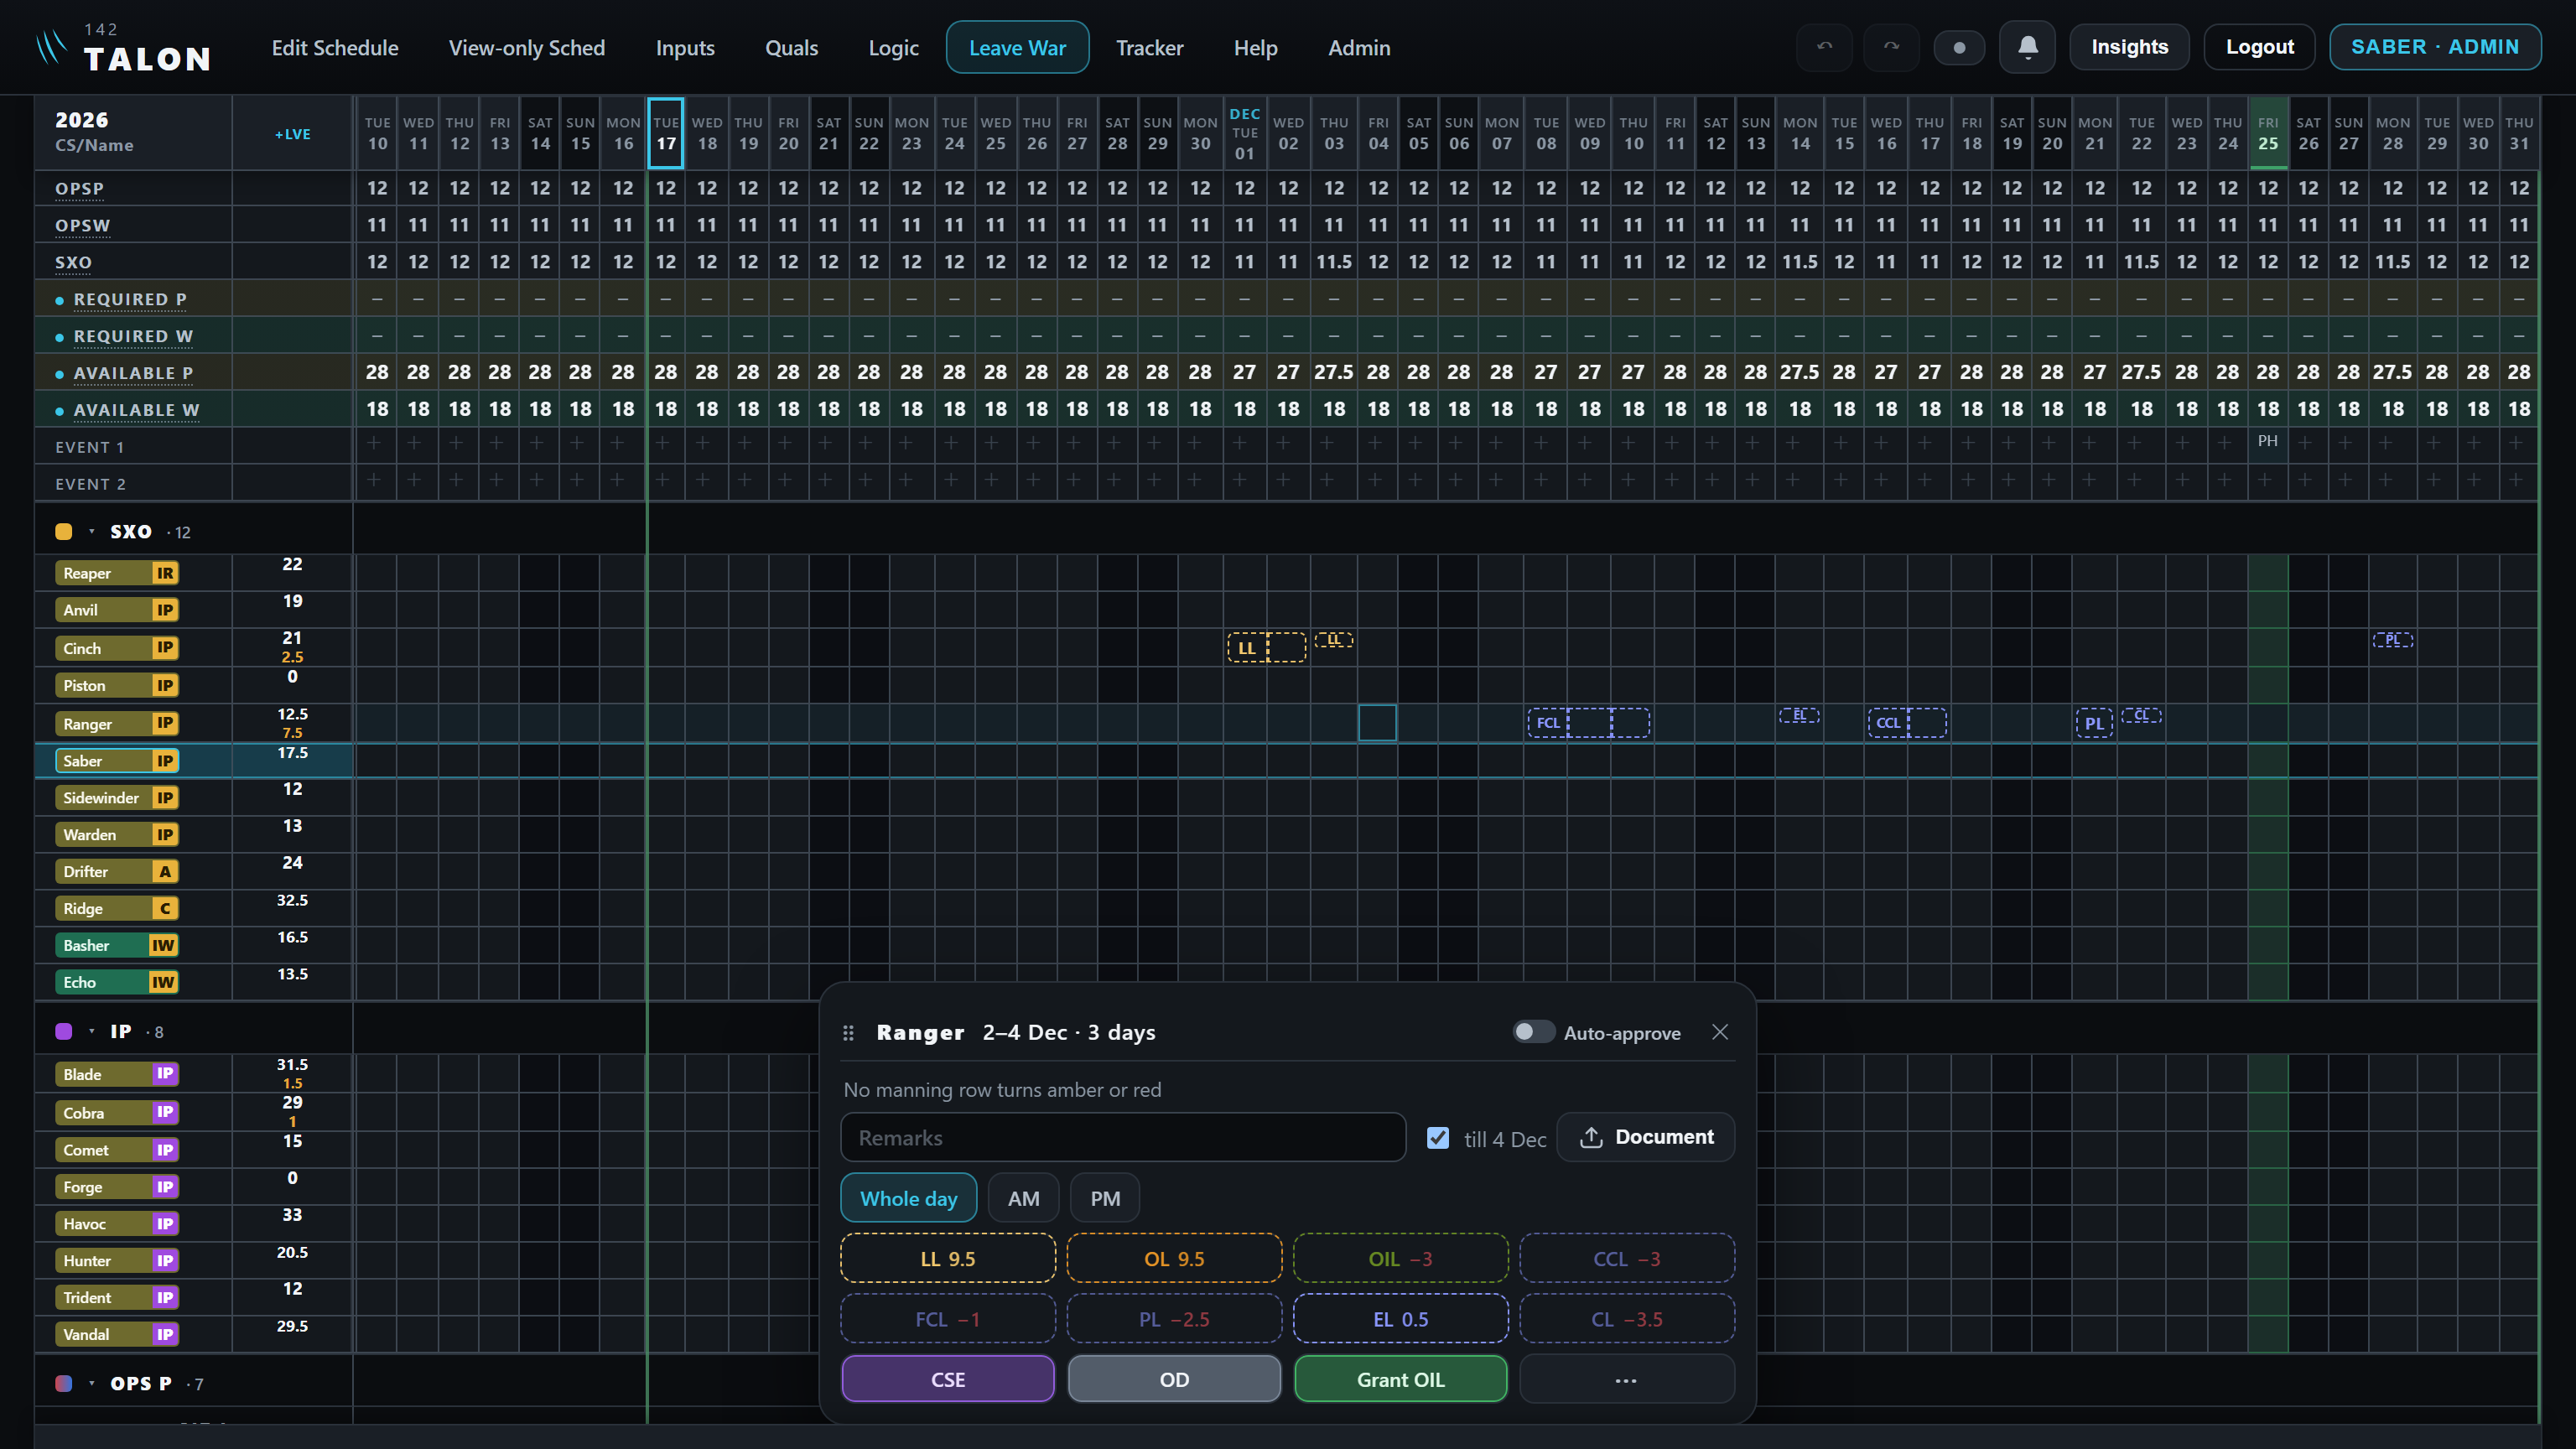 142
TALON
Edit Schedule View-only Sched Inputs Quals Logic Leave War Tracker Help Admin Insights Logout SABER · ADMIN
2026
CS/Name
+LVE
TUE 10 WED 11 THU 12 FRI 13 SAT 14 SUN 15 MON 16 TUE 17 WED 18 THU 19 FRI 20 SAT 21 SUN 22 MON 23 TUE 24 WED 25 THU 26 FRI 27 SAT 28 SUN 29 MON 30 DEC TUE 01 WED 02 THU 03 FRI 04 SAT 05 SUN 06 MON 07 TUE 08 WED 09 THU 10 FRI 11 SAT 12 SUN 13 MON 14 TUE 15 WED 16 THU 17 FRI 18 SAT 19 SUN 20 MON 21 TUE 22 WED 23 THU 24 FRI 25 SAT 26 SUN 27 MON 28 TUE 29 WED 30 THU 31
OPSP 12 12 12 12 12 12 12 12 12 12 12 12 12 12 12 12 12 12 12 12 12 12 12 12 12 12 12 12 12 12 12 12 12 12 12 12 12 12 12 12 12 12 12 12 12 12 12 12 12 12 12 12
OPSW 11 11 11 11 11 11 11 11 11 11 11 11 11 11 11 11 11 11 11 11 11 11 11 11 11 11 11 11 11 11 11 11 11 11 11 11 11 11 11 11 11 11 11 11 11 11 11 11 11 11 11 11
SXO 12 12 12 12 12 12 12 12 12 12 12 12 12 12 12 12 12 12 12 12 12 11 11 11.5 12 12 12 12 11 11 11 12 12 12 11.5 12 11 11 12 12 12 11 11.5 12 12 12 12 12 11.5 12 12 12
REQUIRED P – – – – – – – – – – – – – – – – – – – – – – – – – – – – – – – – – – – – – – – – – – – – – – – – – – – –
REQUIRED W – – – – – – – – – – – – – – – – – – – – – – – – – – – – – – – – – – – – – – – – – – – – – – – – – – – –
AVAILABLE P 28 28 28 28 28 28 28 28 28 28 28 28 28 28 28 28 28 28 28 28 28 27 27 27.5 28 28 28 28 27 27 27 28 28 28 27.5 28 27 27 28 28 28 27 27.5 28 28 28 28 28 27.5 28 28 28
AVAILABLE W 18 18 18 18 18 18 18 18 18 18 18 18 18 18 18 18 18 18 18 18 18 18 18 18 18 18 18 18 18 18 18 18 18 18 18 18 18 18 18 18 18 18 18 18 18 18 18 18 18 18 18 18
EVENT 1 + + + + + + + + + + + + + + + + + + + + + + + + + + + + + + + + + + + + + + + + + + + + + PH + + + + + +
EVENT 2 + + + + + + + + + + + + + + + + + + + + + + + + + + + + + + + + + + + + + + + + + + + + + + + + + + + +
SXO · 12
Reaper IR 22
Anvil IP 19
Cinch IP 21 2.5 LL LL PL
Piston IP 0
Ranger IP 12.5 7.5 FCL EL CCL PL CL
Saber IP 17.5
Sidewinder IP 12
Warden IP 13
Drifter A 24
Ridge C 32.5
Basher IW 16.5
Echo IW 13.5
IP · 8
Blade IP 31.5 1.5
Cobra IP 29 1
Comet IP 15
Forge IP 0
Havoc IP 33
Hunter IP 20.5
Trident IP 12
Vandal IP 29.5
OPS P · 7
Ranger 2–4 Dec · 3 days Auto-approve
No manning row turns amber or red
Remarks till 4 Dec Document
Whole day AM PM
LL 9.5 OL 9.5 OIL −3 CCL −3
FCL −1 PL −2.5 EL 0.5 CL −3.5
CSE OD Grant OIL ...